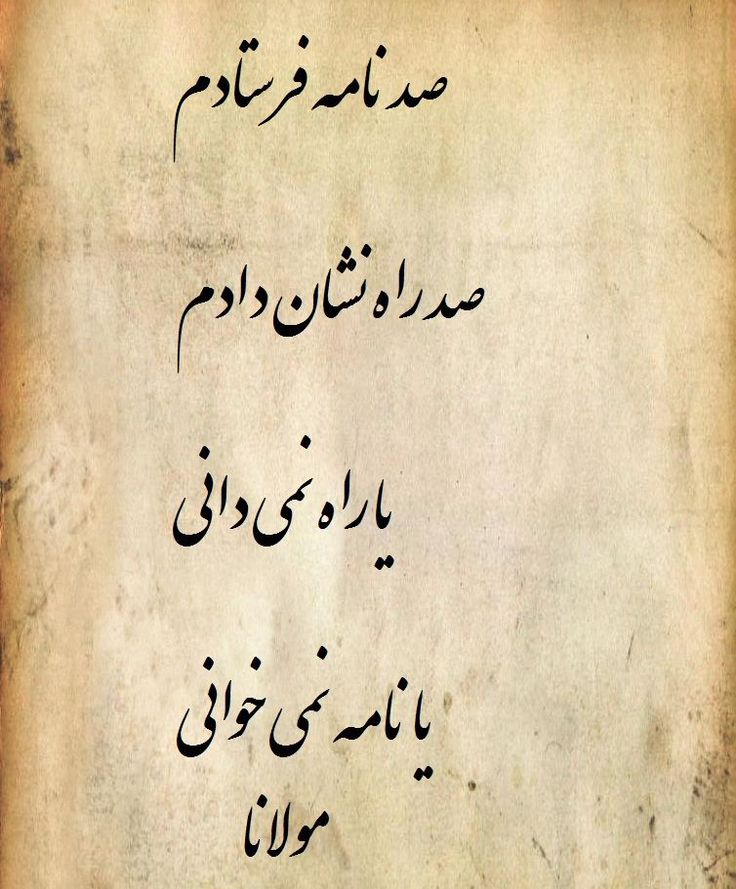 صد نامه فرستادم
صد راه نشان دادم
یا راه نمی دانی
یا نامه نمی خوانی
مولانا